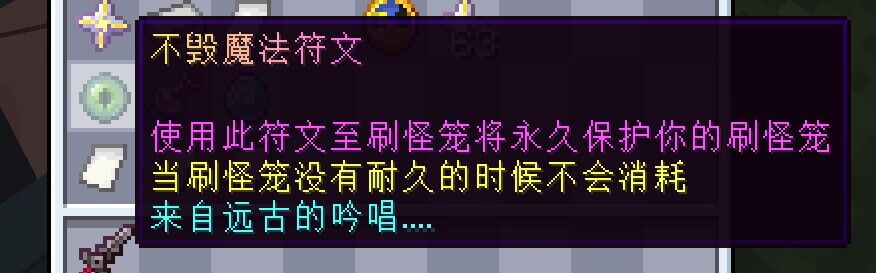 不毁魔法符文
使用此符文至刷怪笼将永久保护你的刷怪笼
当刷怪笼没有耐久的时候不会消耗
来自远古的吟唱....
63